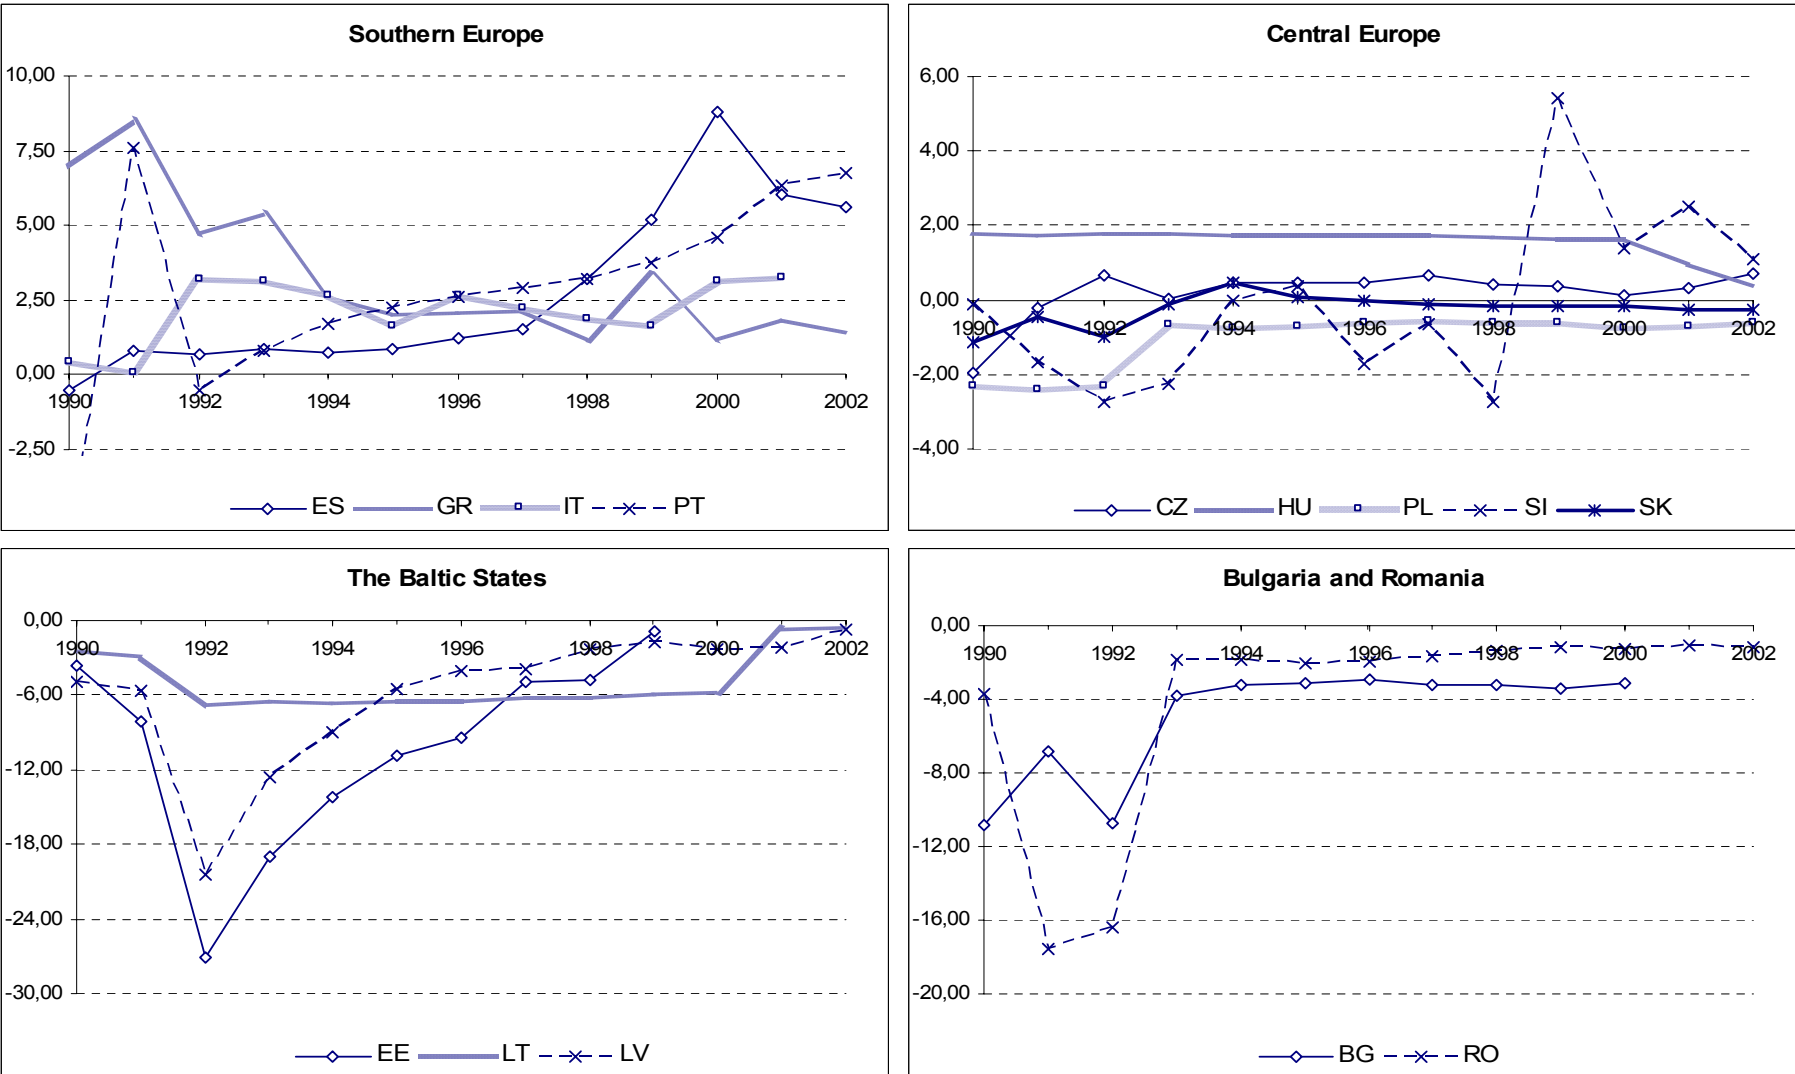 Southern Europe
10,00
7,50
5,00
2,50
0,00
1990 1992 1994 1996 1998 2000 2002
-2,50
ES GR IT PT
Central Europe
6,00
4,00
2,00
0,00
1990 1992 1994 1996 1998 2000 2002
-2,00
-4,00
CZ HU PL SI SK
The Baltic States
0,00
1990 1992 1994 1996 1998 2000 2002
-6,00
-12,00
-18,00
-24,00
-30,00
EE LT LV
Bulgaria and Romania
0,00
1990 1992 1994 1996 1998 2000 2002
-4,00
-8,00
-12,00
-16,00
-20,00
BG RO